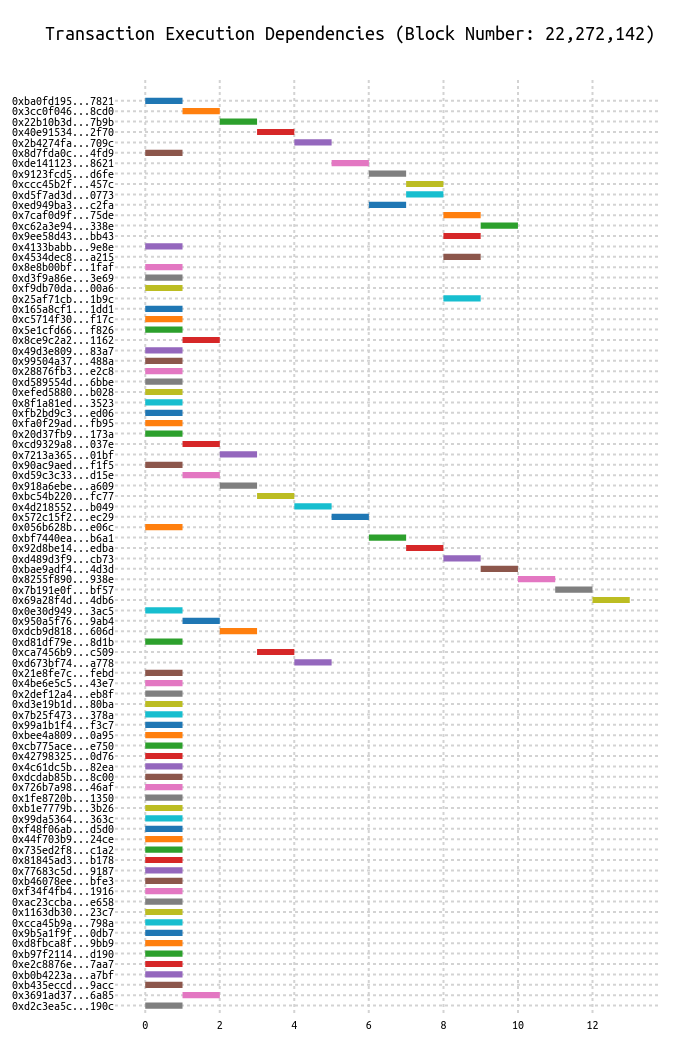 Transaction Execution Dependencies (Block Number: 22,272,142)
0xba0fd195...7821
0x3cc0f046...8cd0
0x22b10b3d...7b9b
0x40e91534...2f70
0x2b4274fa...709c
0x8d7fda0c...4fd9
0xde141123...8621
0x9123fcd5...d6fe
0xccc45b2f...457c
0xd5f7ad3d...0773
0xed949ba3...c2fa
0x7caf0d9f...75de
0xc62a3e94...338e
0x9ee58d43...bb43
0x4133babb...9e8e
0x4534dec8...a215
0x8e8b00bf...1faf
0xd3f9a86e...3e69
0xf9db70da...00a6
0x25af71cb...1b9c
0x165a8cf1...1dd1
0xc5714f30...f17c
0x5e1cfd66...f826
0x8ce9c2a2...1162
0x49d3e809...83a7
0x99504a37...488a
0x28876fb3...e2c8
0xd589554d...6bbe
0xefed5880...b028
0x8f1a81ed...3523
0xfb2bd9c3...ed06
0xfa0f29ad...fb95
0x20d37fb9...173a
0xcd9329a8...037e
0x7213a365...01bf
0x90ac9aed...f1f5
0xd59c3c33...d15e
0x918a6ebe...a609
0xbc54b220...fc77
0x4d218552...b049
0x572c15f2...ec29
0x056b628b...e06c
0xbf7440ea...b6a1
0x92d8be14...edba
0xd489d3f9...cb73
0xbae9adf4...4d3d
0x8255f890...938e
0x7b191e0f...bf57
0x69a28f4d...4db6
0x0e30d949...3ac5
0x950a5f76...9ab4
0xdcb9d818...606d
0xd81df79e...8d1b
0xca7456b9...c509
0xd673bf74...a778
0x21e8fe7c...febd
0x4be6e5c5...43e7
0x2def12a4...eb8f
0xd3e19b1d...80ba
0x7b25f473...378a
0x99a1b1f4...f3c7
0xbee4a809...0a95
0xcb775ace...e750
0x42798325...0d76
0x4c61dc5b...82ea
0xdcdab85b...8c00
0x726b7a98...46af
0x1fe8720b...1350
0xb1e7779b...3b26
0x99da5364...363c
0xf48f06ab...d5d0
0x44f703b9...24ce
0x735ed2f8...c1a2
0x81845ad3...b178
0x77683c5d...9187
0xb46078ee...bfe3
0xf34f4fb4...1916
0xac23ccba...e658
0x1163db30...23c7
0xcca45b9a...798a
0x9b5a1f9f...0db7
0xd8fbca8f...9bb9
0xb97f2114...d190
0xe2c8876e...7aa7
0xb0b4223a...a7bf
0xb435eccd...9acc
0x3691ad37...6a85
0xd2c3ea5c...190c
0 2 4 6 8 10 12